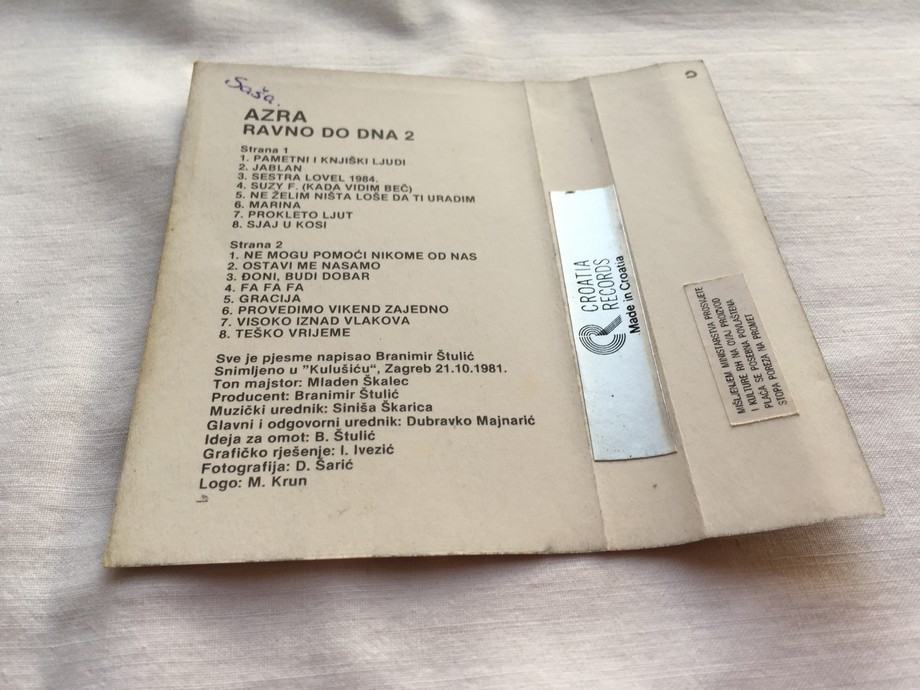 Saša.
AZRA
RAVNO DO DNA 2
Strana 1
1. PAMETNI I KNJIŠKI LJUDI
2. JABLAN
3. SESTRA LOVEL 1984.
4. SUZY F. (KADA VIDIM BEČ)
5. NE ŽELIM NIŠTA LOŠE DA TI URADIM
6. MARINA
7. PROKLETO LJUT
8. SJAJ U KOSI
Strana 2
1. NE MOGU POMOĆI NIKOME OD NAS
2. OSTAVI ME NASAMO
3. ĐONI, BUDI DOBAR
4. FA FA FA
5. GRACIJA
6. PROVEDIMO VIKEND ZAJEDNO
7. VISOKO IZNAD VLAKOVA
8. TEŠKO VRIJEME
Sve je pjesme napisao Branimir Štulić
Snimljeno u "Kulušiću", Zagreb 21.10.1981.
Ton majstor: Mladen Škalec
Producent: Branimir Štulić
Muzički urednik: Siniša Škarica
Glavni i odgovorni urednik: Dubravko Majnarić
Ideja za omot: B. Štulić
Grafičko rješenje: I. Ivezić
Fotografija: D. Šarić
Logo: M. Krun
CROATIA
RECORDS
Made in Croatia
MIŠLJENJEM MINISTARSTVA PROSVJETE
I KULTURE RH NA OVAJ PROIZVOD
PLAĆA SE POSEBNA POVLAŠTENA
STOPA POREZA NA PROMET